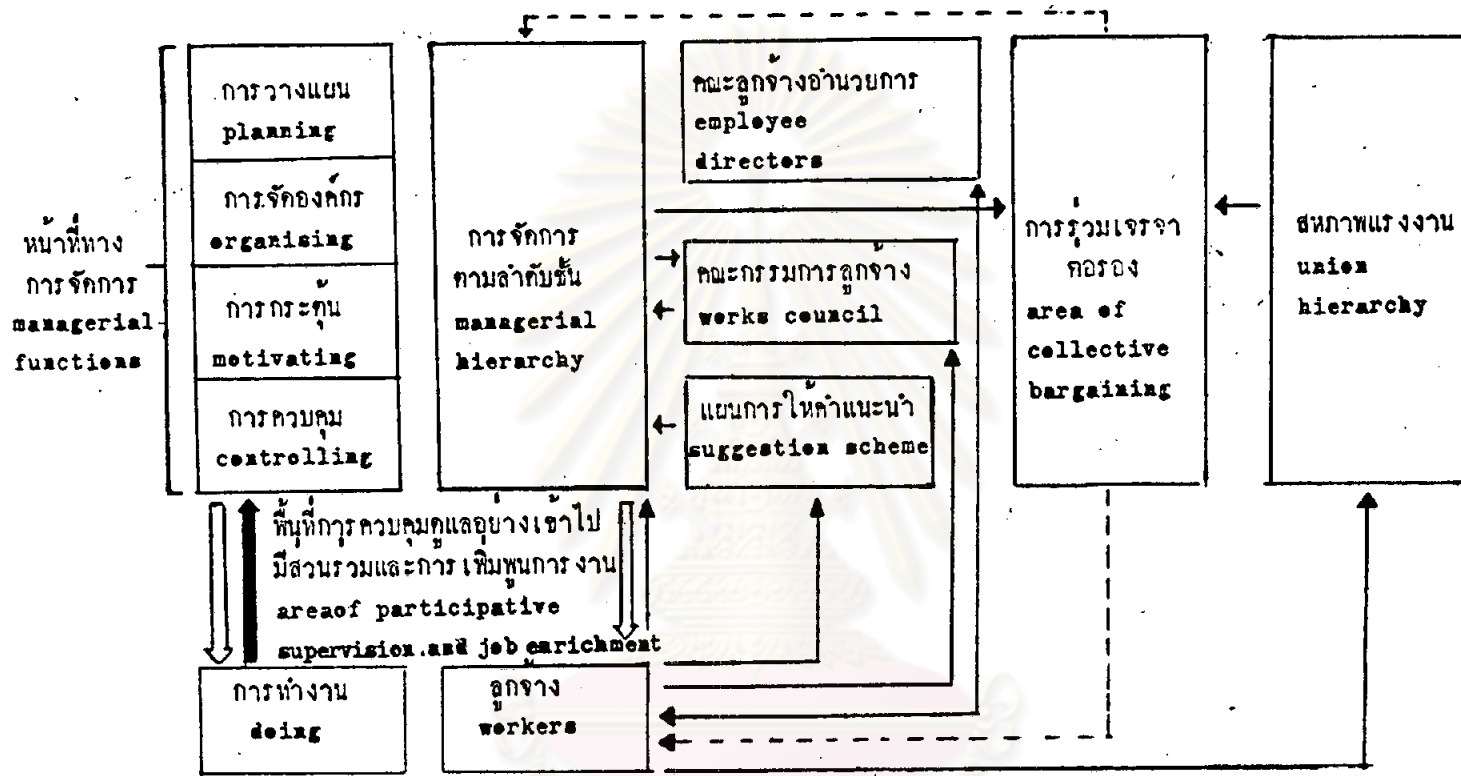 หน้าที่ทาง
การจัดการ
managerial
functions
การวางแผน
planning
การจัดองค์กร
organising
การกระตุ้น
motivating
การควบคุม
controlling
การจัดการ
ตามลำดับชั้น
managerial
hierarchy
คณะลูกจ้างอำนวยการ
employee
directors
คณะกรรมการลูกจ้าง
works council
แผนการให้คำแนะนำ
suggestion scheme
การร่วมเจรจา
ต่อรอง
area of
collective
bargaining
สหภาพแรงงาน
union
hierarchy
พื้นที่การควบคุมดูแลอย่างเข้าไป
มีส่วนรวมและการเพิ่มพูนการงาน
areaof participative
supervision.and job enrichment
การทำงาน
doing
ลูกจ้าง
workers